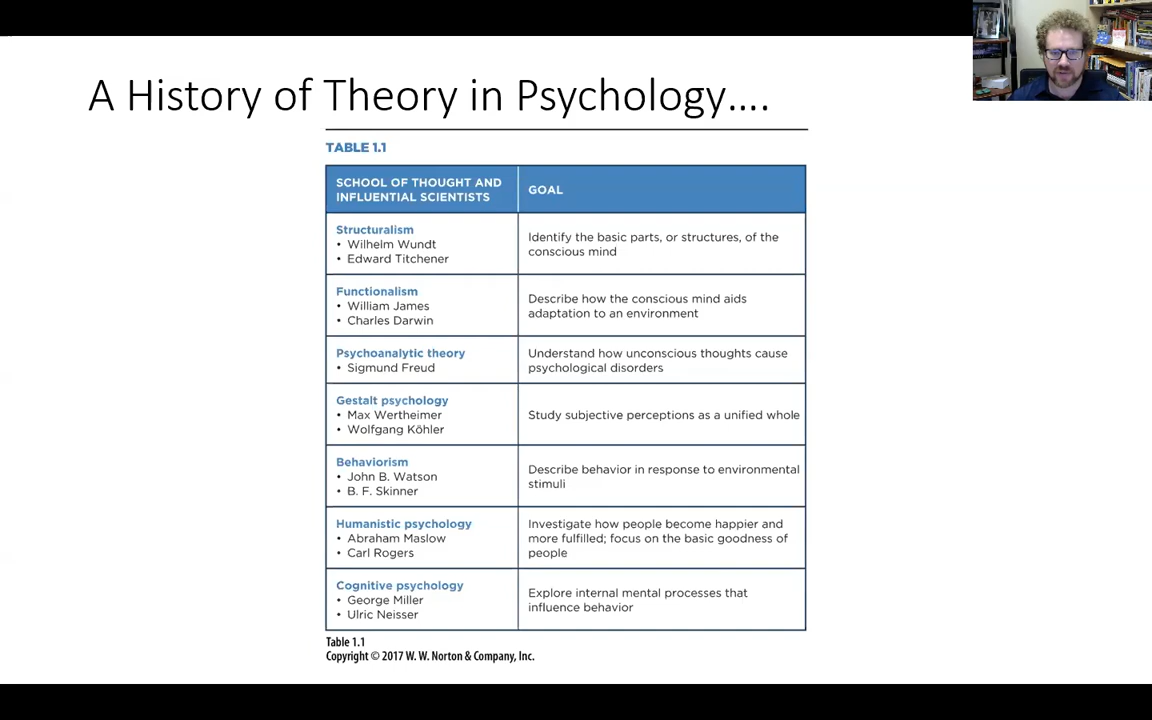 A History of Theory in Psychology....
TABLE 1.1
SCHOOL OF THOUGHT AND
INFLUENTIAL SCIENTISTS
GOAL
Structuralism
• Wilhelm Wundt
• Edward Titchener
Identify the basic parts, or structures, of the
conscious mind
Functionalism
• William James
• Charles Darwin
Describe how the conscious mind aids
adaptation to an environment
Psychoanalytic theory
• Sigmund Freud
Understand how unconscious thoughts cause
psychological disorders
Gestalt psychology
• Max Wertheimer
• Wolfgang Köhler
Study subjective perceptions as a unified whole
Behaviorism
• John B. Watson
• B. F. Skinner
Describe behavior in response to environmental
stimuli
Humanistic psychology
• Abraham Maslow
• Carl Rogers
Investigate how people become happier and
more fulfilled; focus on the basic goodness of
people
Cognitive psychology
• George Miller
• Ulric Neisser
Explore internal mental processes that
influence behavior
Table 1.1
Copyright © 2017 W. W. Norton & Company, Inc.